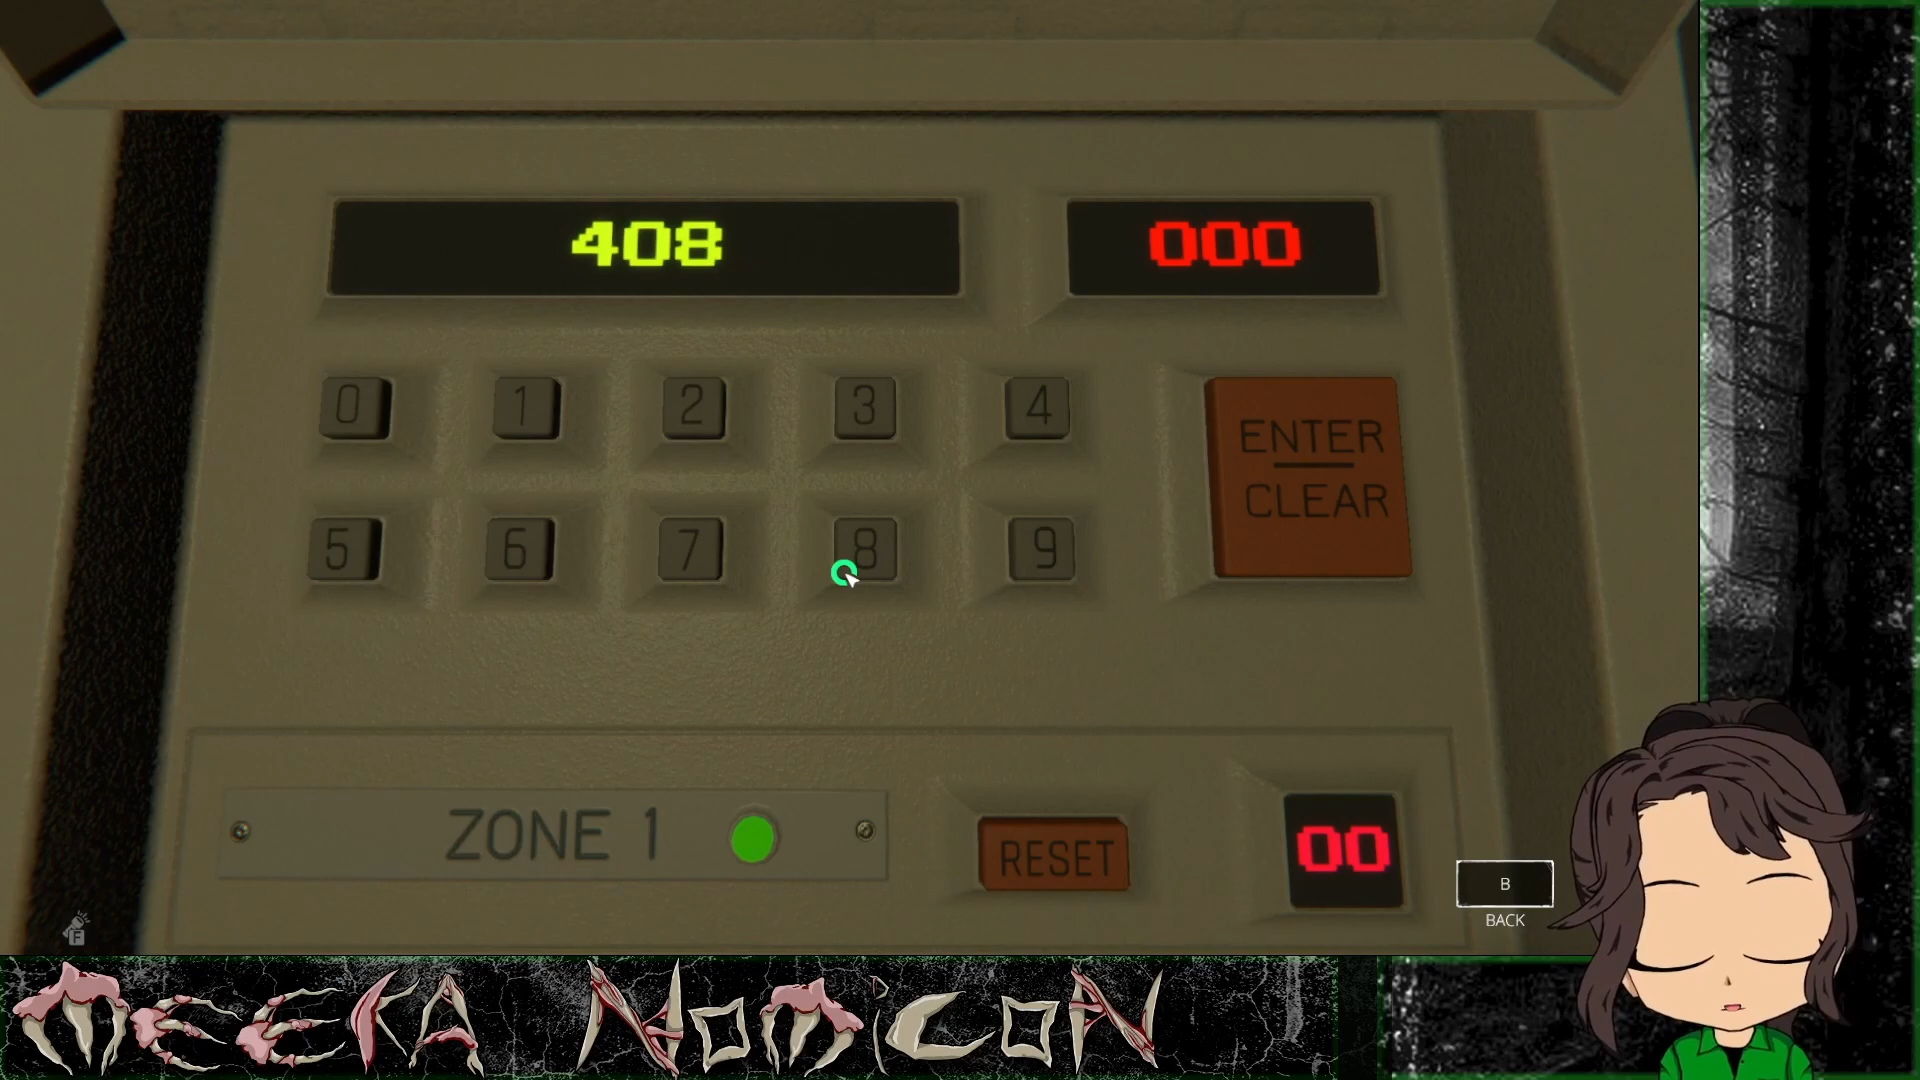 408
000
0 1 2 3 4
ENTER
CLEAR
5 6 7 8 9
ZONE 1
RESET
00
B
BACK
F
MEEKA NOMICON